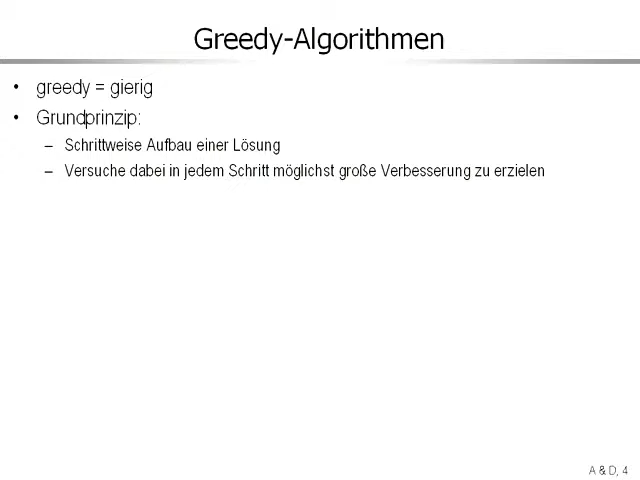 Greedy-Algorithmen
• greedy = gierig
• Grundprinzip:
– Schrittweise Aufbau einer Lösung
– Versuche dabei in jedem Schritt möglichst große Verbesserung zu erzielen
A & D, 4